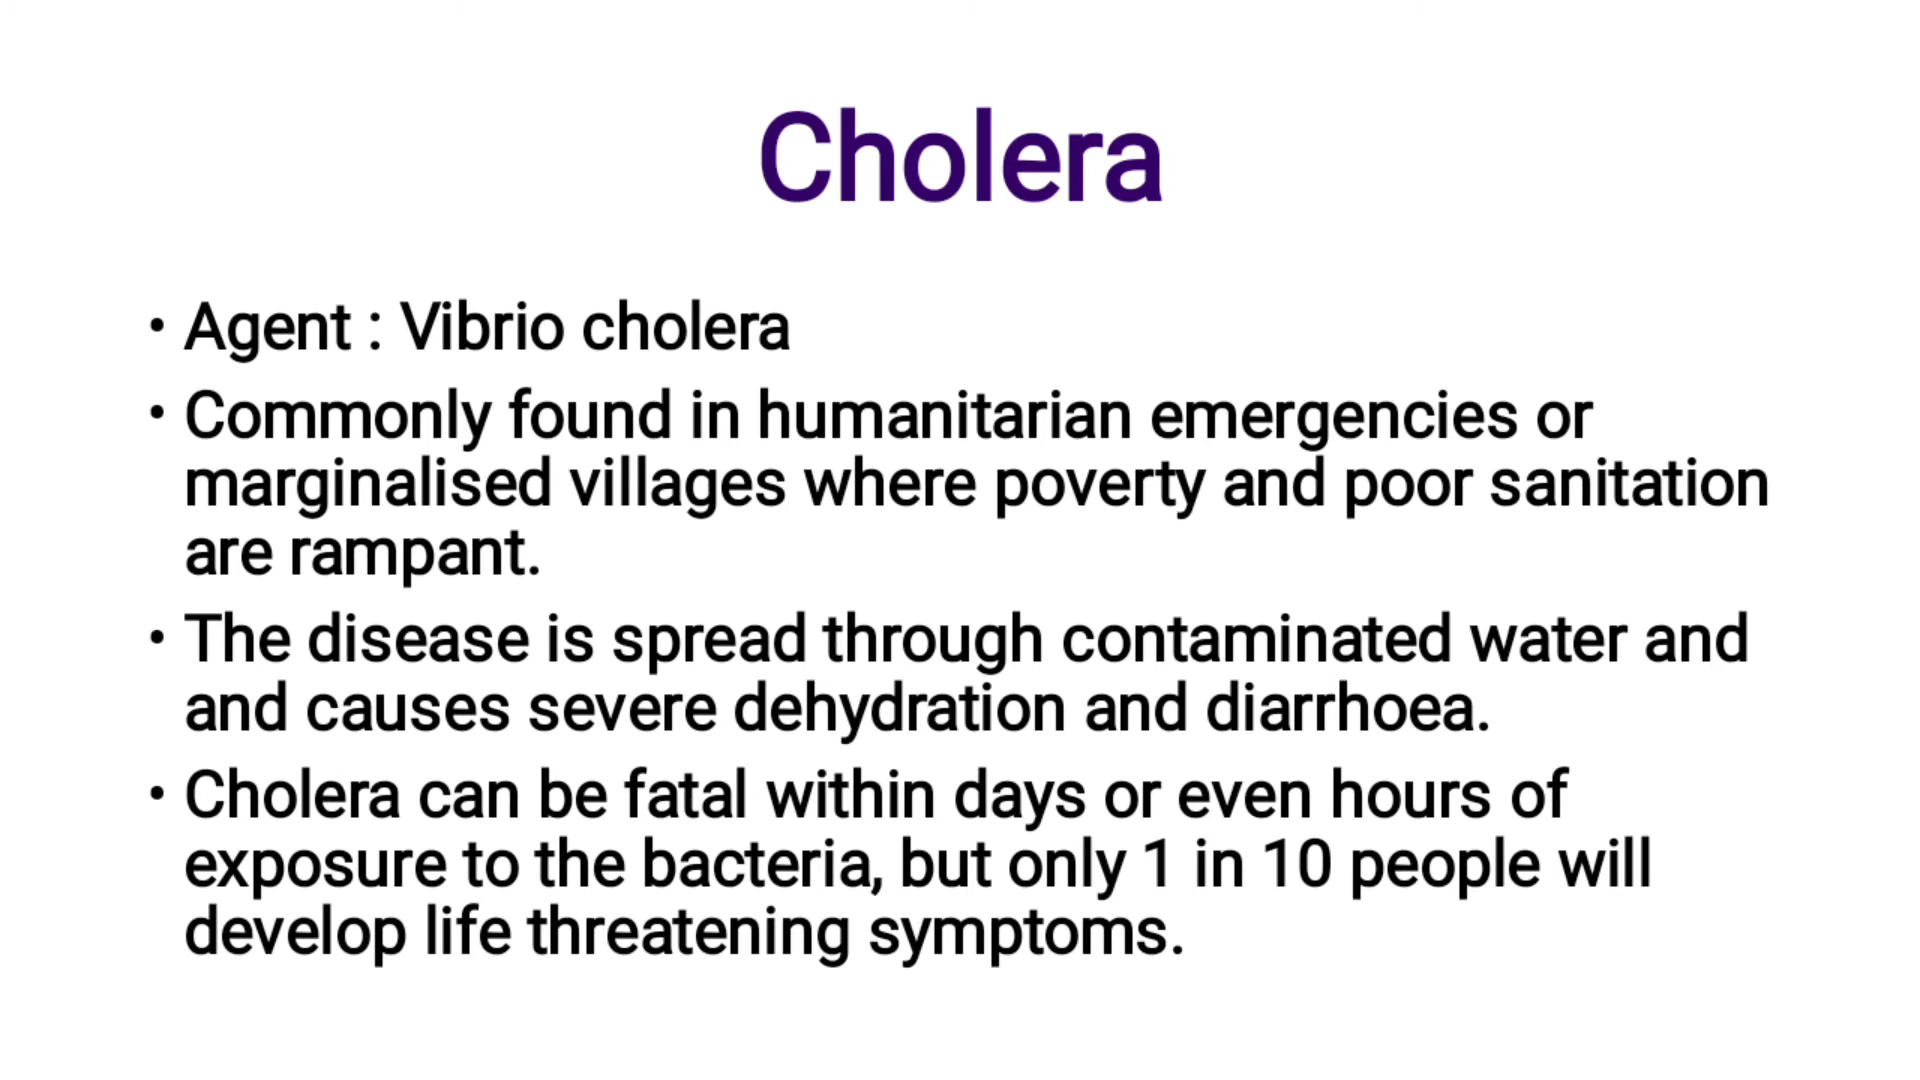 Cholera
• Agent : Vibrio cholera
• Commonly found in humanitarian emergencies or
marginalised villages where poverty and poor sanitation
are rampant.
• The disease is spread through contaminated water and
and causes severe dehydration and diarrhoea.
• Cholera can be fatal within days or even hours of
exposure to the bacteria, but only 1 in 10 people will
develop life threatening symptoms.